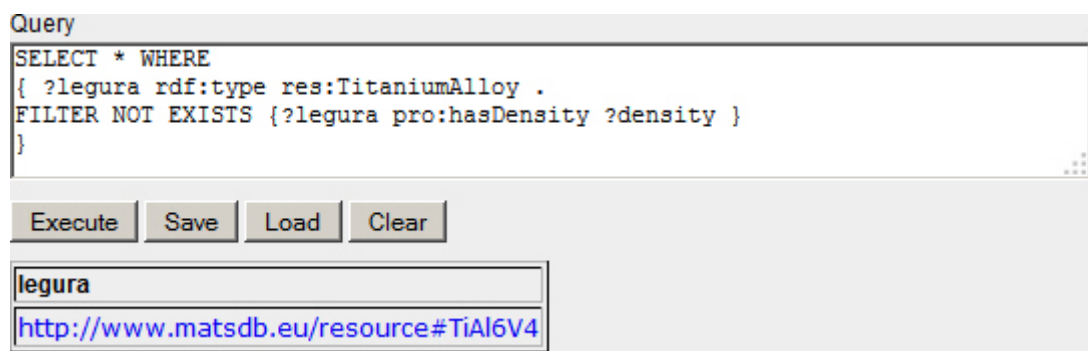 Query
SELECT * WHERE
{ ?legura rdf:type res:TitaniumAlloy .
FILTER NOT EXISTS {?legura pro:hasDensity ?density }
}
Execute Save Load Clear
legura
http://www.matsdb.eu/resource#TiAl6V4